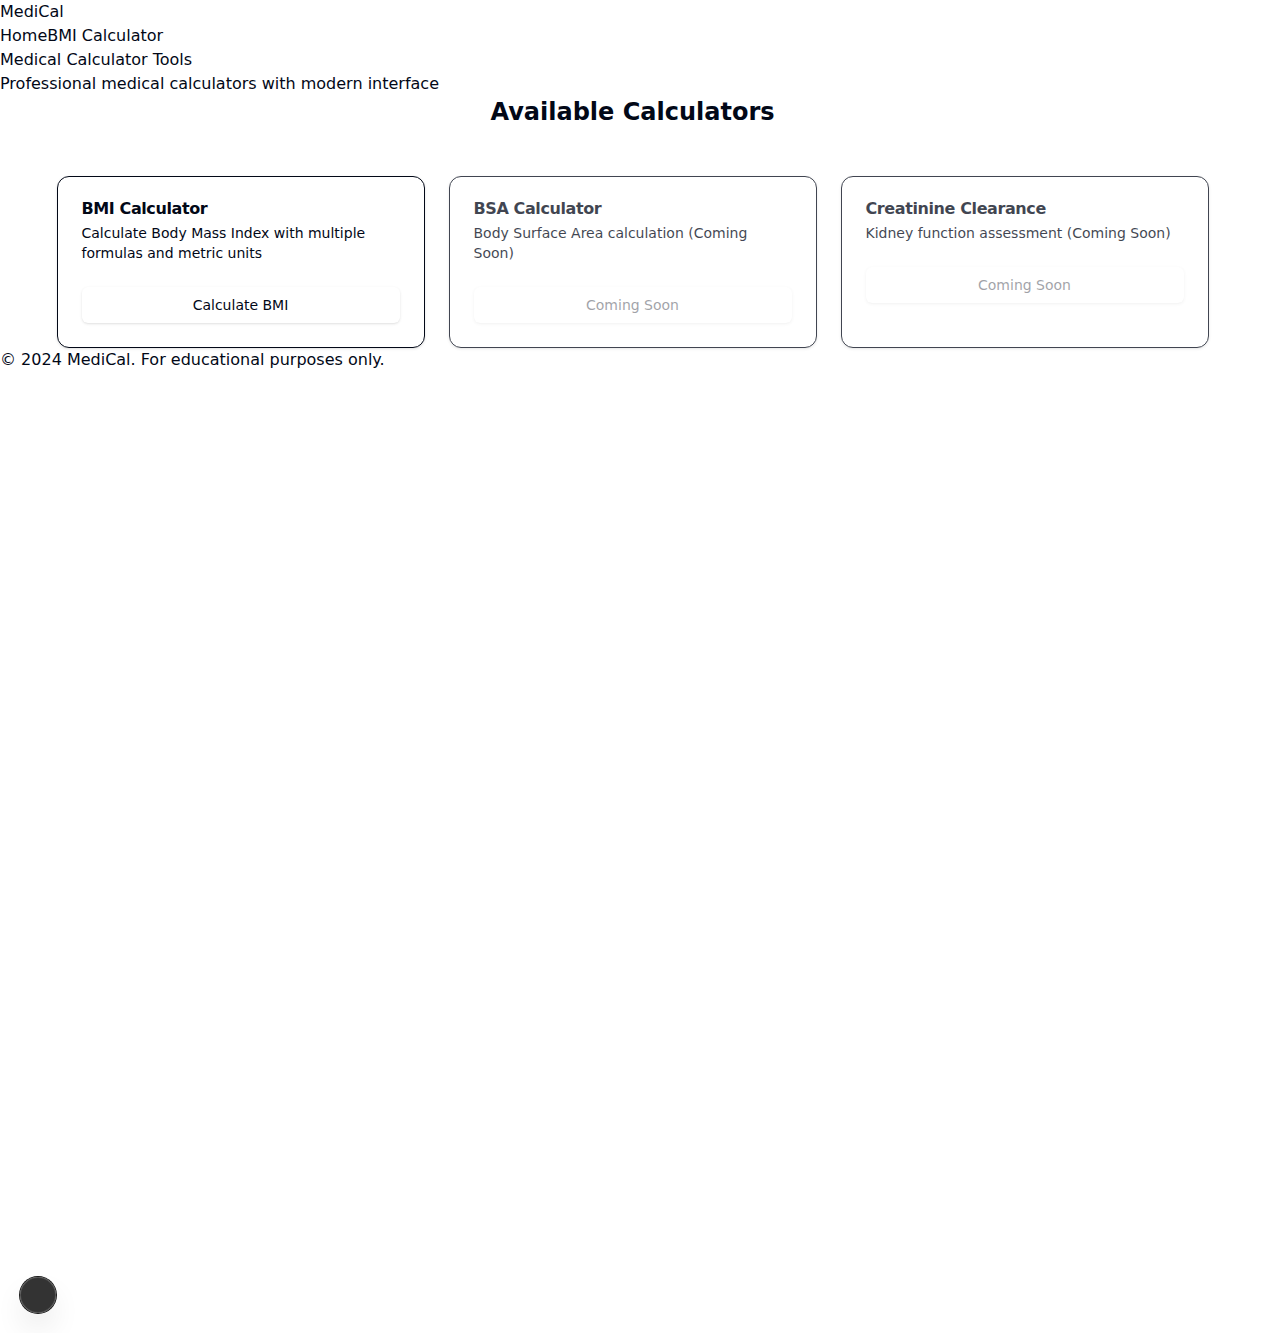 MediCal
HomeBMI Calculator
Medical Calculator Tools
Professional medical calculators with modern interface
Available Calculators
BMI Calculator
Calculate Body Mass Index with multiple
formulas and metric units
Calculate BMI
BSA Calculator
Body Surface Area calculation (Coming
Soon)
Coming Soon
Creatinine Clearance
Kidney function assessment (Coming Soon)
Coming Soon
© 2024 MediCal. For educational purposes only.